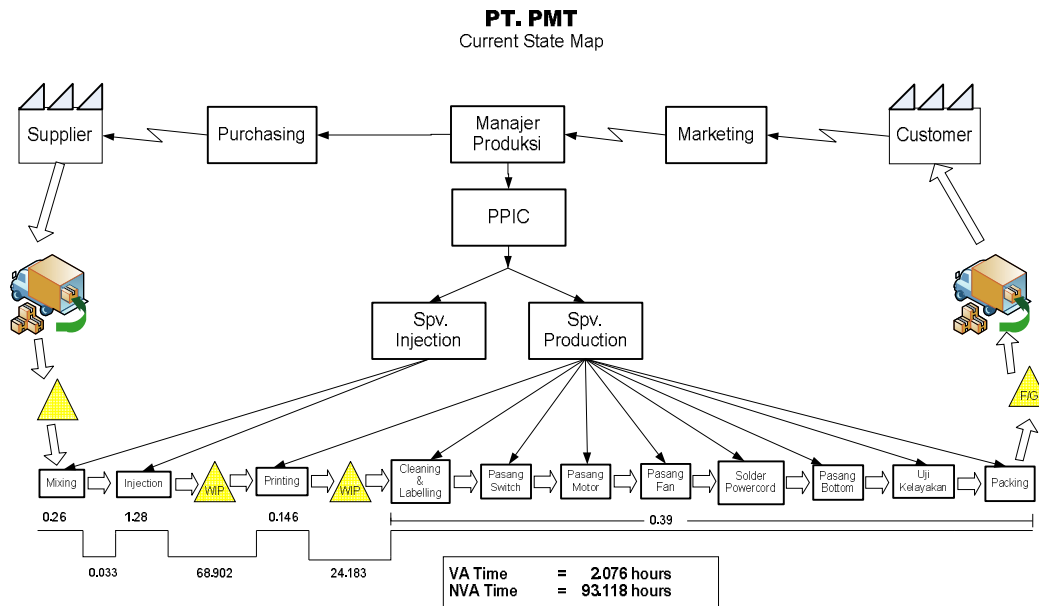 PT. PMT
Current State Map
Supplier
Purchasing
Manajer
Produksi
Marketing
Customer
PPIC
Spv.
Injection
Spv.
Production
F/G
Mixing
Injection
WIP
Printing
WIP
Cleaning
&
Labelling
Pasang
Switch
Pasang
Motor
Pasang
Fan
Solder
Powercord
Pasang
Bottom
Uji
Kelayakan
Packing
0.26
1.28
0.146
0.39
0.033
68.902
24.183
VA Time = 2.076 hours
NVA Time = 93.118 hours